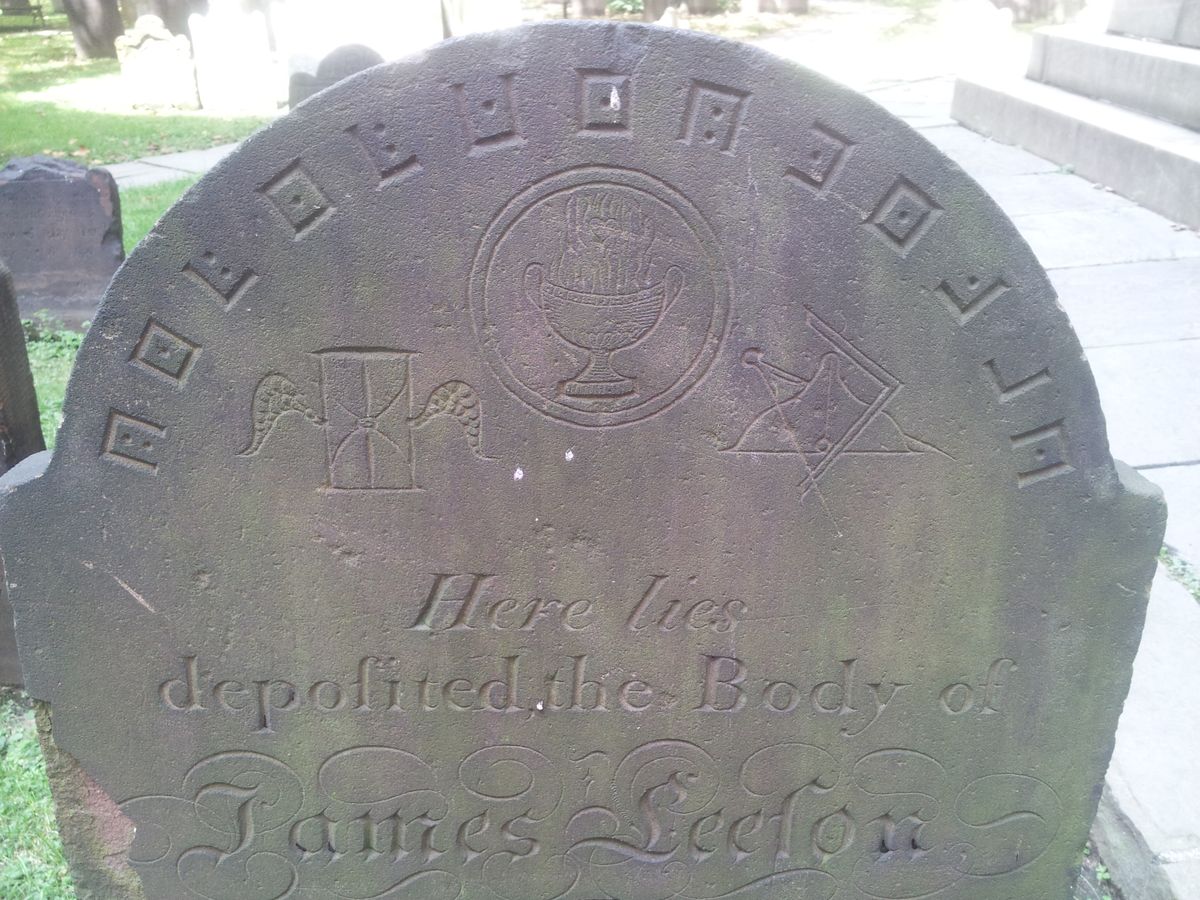 Here lies
depoſited, the Body of
James Leeſon,